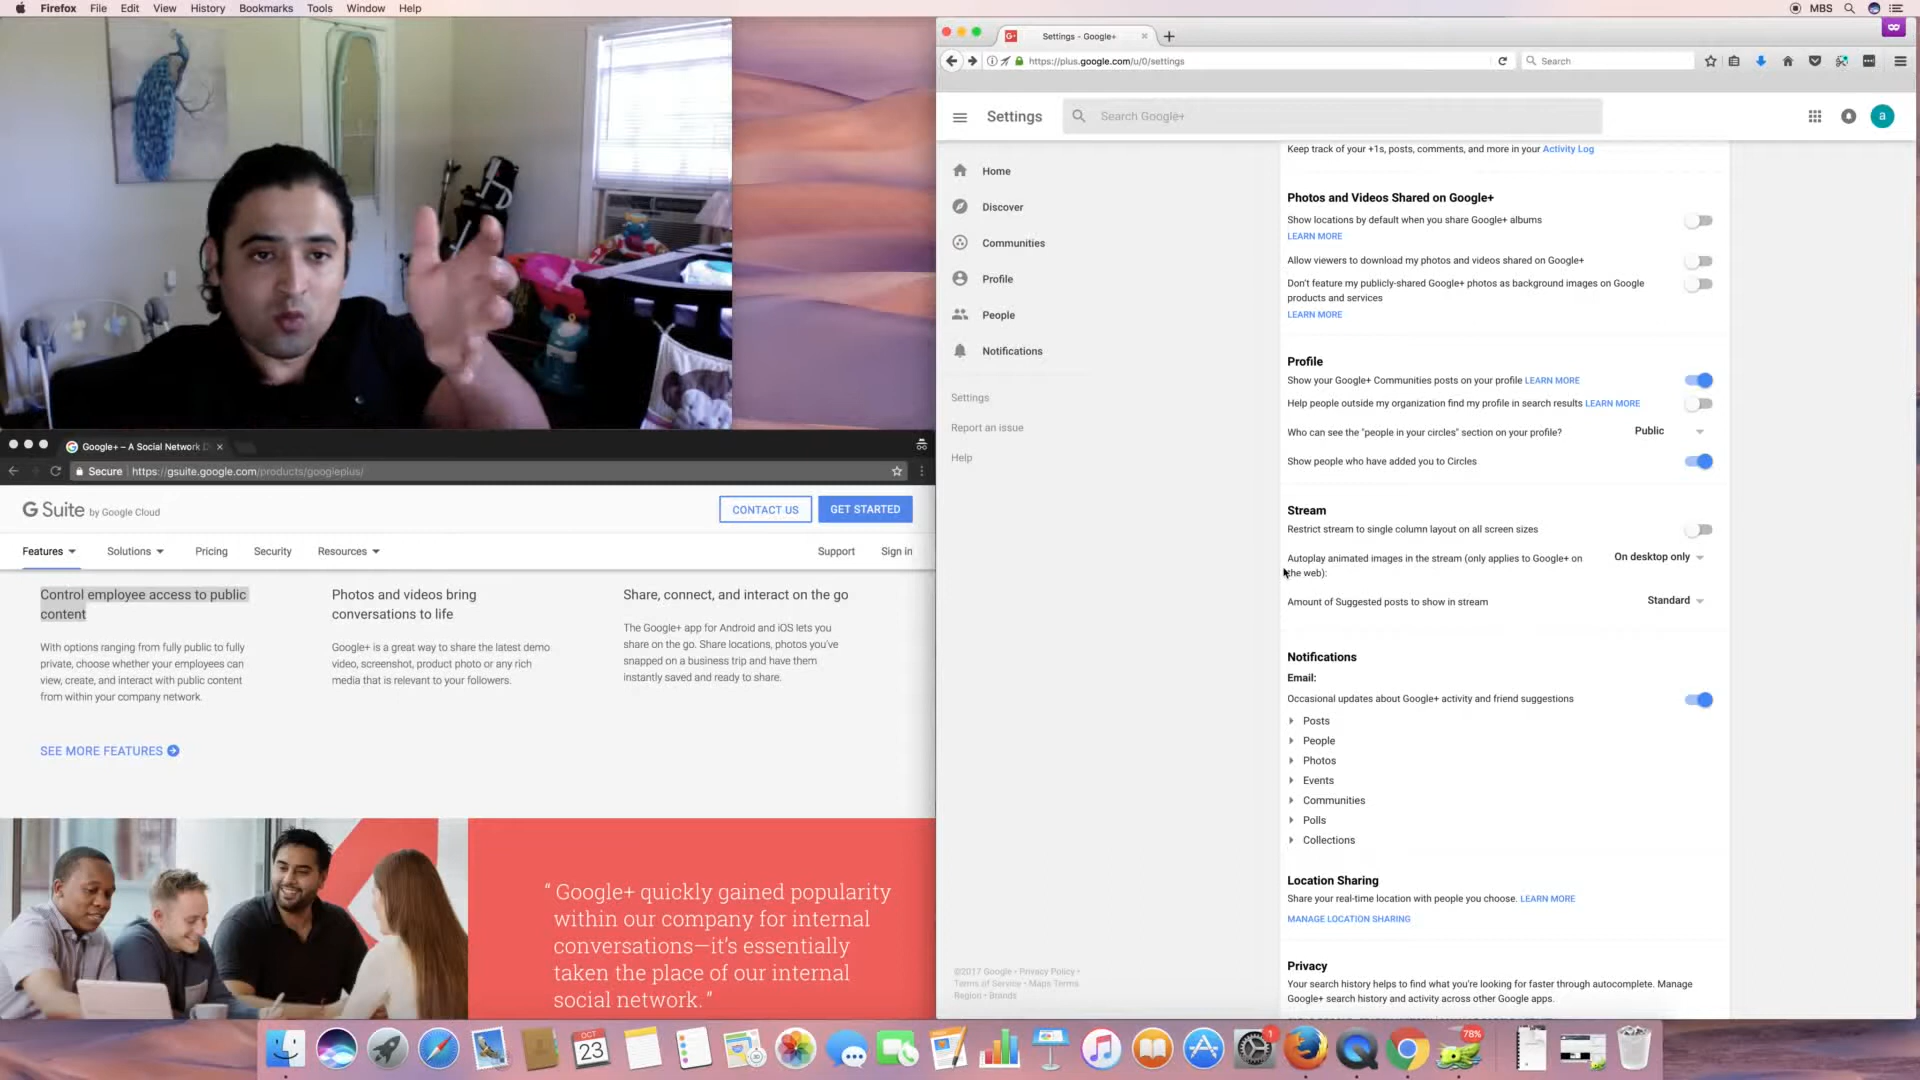 Firefox File Edit View History Bookmarks Tools Window Help
MBS
Settings - Google+
https://plus.google.com/u/0/settings
Search
Settings
Search Google+
a
Home
Discover
Communities
Profile
People
Notifications
Settings
Report an issue
Help
©2017 Google • Privacy Policy •
Terms of Service • Maps Terms
Region • Brands
Keep track of your +1s, posts, comments, and more in your Activity Log
Photos and Videos Shared on Google+
Show locations by default when you share Google+ albums
LEARN MORE
Allow viewers to download my photos and videos shared on Google+
Don't feature my publicly-shared Google+ photos as background images on Google
products and services
LEARN MORE
Profile
Show your Google+ Communities posts on your profile LEARN MORE
Help people outside my organization find my profile in search results LEARN MORE
Who can see the "people in your circles" section on your profile? Public
Show people who have added you to Circles
Stream
Restrict stream to single column layout on all screen sizes
Autoplay animated images in the stream (only applies to Google+ on On desktop only
the web):
Amount of Suggested posts to show in stream Standard
Notifications
Email:
Occasional updates about Google+ activity and friend suggestions
Posts
People
Photos
Events
Communities
Polls
Collections
Location Sharing
Share your real-time location with people you choose. LEARN MORE
MANAGE LOCATION SHARING
Privacy
Your search history helps to find what you're looking for faster through autocomplete. Manage
Google+ search history and activity across other Google apps.
Google+ – A Social Network
Secure https://gsuite.google.com/products/googleplus/
G Suite by Google Cloud
CONTACT US
GET STARTED
Features Solutions Pricing Security Resources Support Sign in
Control employee access to public
content
With options ranging from fully public to fully
private, choose whether your employees can
view, create, and interact with public content
from within your company network.
Photos and videos bring
conversations to life
Google+ is a great way to share the latest demo
video, screenshot, product photo or any rich
media that is relevant to your followers.
Share, connect, and interact on the go
The Google+ app for Android and iOS lets you
share on the go. Share locations, photos you've
snapped on a business trip and have them
instantly saved and ready to share.
SEE MORE FEATURES
“ Google+ quickly gained popularity
within our company for internal
conversations—it's essentially
taken the place of our internal
social network. ”
OCT
23
1
78%